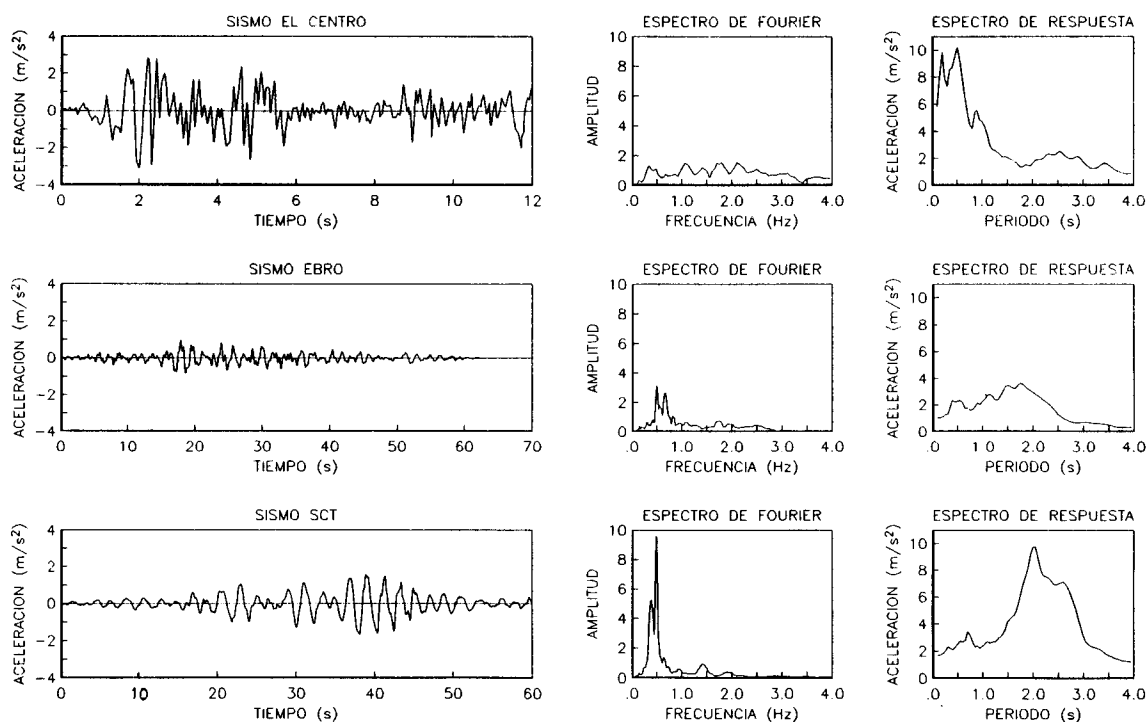 SISMO EL CENTRO
ESPECTRO DE FOURIER
ESPECTRO DE RESPUESTA
ACELERACION (m/s²)
4
2
0
−2
−4
0 2 4 6 8 10 12
TIEMPO (s)
AMPLITUD
10
8
6
4
2
0
.0 1.0 2.0 3.0 4.0
FRECUENCIA (Hz)
ACELERACION (m/s²)
10
8
6
4
2
0
.0 1.0 2.0 3.0 4.0
PERIODO (s)
SISMO EBRO
ESPECTRO DE FOURIER
ESPECTRO DE RESPUESTA
ACELERACION (m/s²)
4
2
0
−2
−4
0 10 20 30 40 50 60 70
TIEMPO (s)
AMPLITUD
10
8
6
4
2
0
.0 1.0 2.0 3.0 4.0
FRECUENCIA (Hz)
ACELERACION (m/s²)
10
8
6
4
2
0
.0 1.0 2.0 3.0 4.0
PERIODO (s)
SISMO SCT
ESPECTRO DE FOURIER
ESPECTRO DE RESPUESTA
ACELERACION (m/s²)
4
2
0
−2
−4
0 10 20 30 40 50 60
TIEMPO (s)
AMPLITUD
10
8
6
4
2
0
.0 1.0 2.0 3.0 4.0
FRECUENCIA (Hz)
ACELERACION (m/s²)
10
8
6
4
2
0
.0 1.0 2.0 3.0 4.0
PERIODO (s)